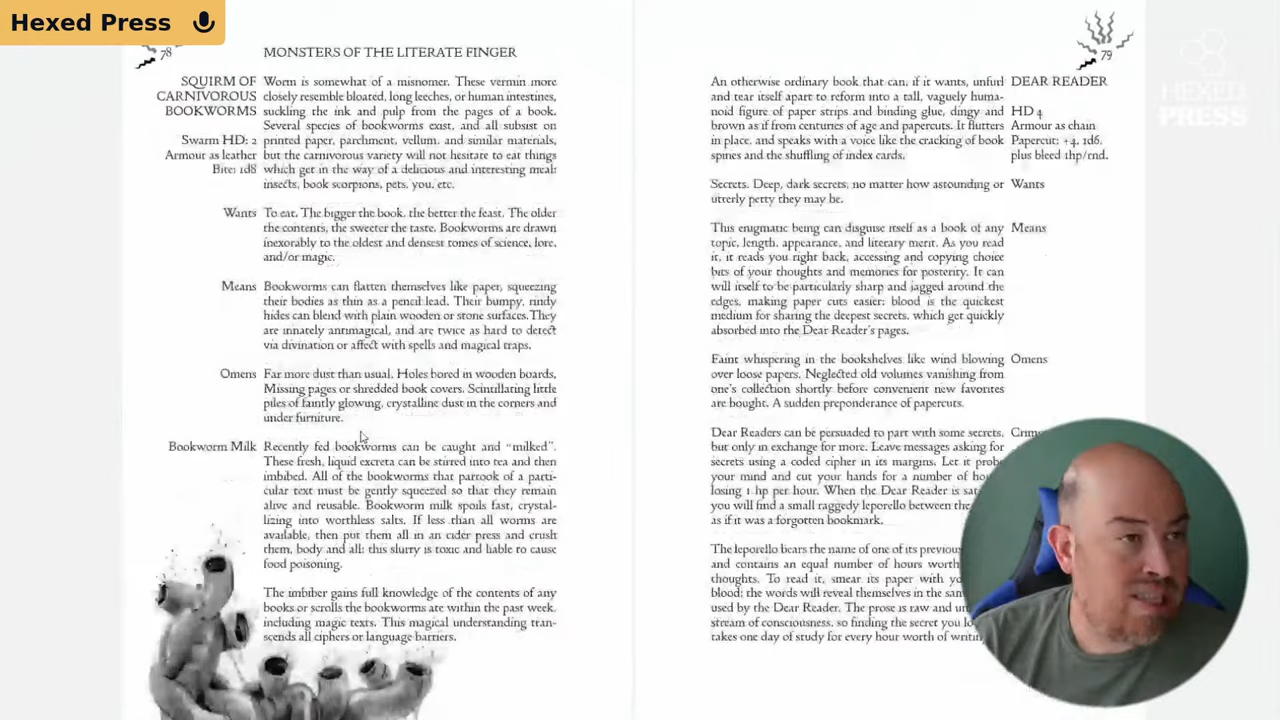 Hexed Press
78
MONSTERS OF THE LITERATE FINGER
SQUIRM OF
CARNIVOROUS
BOOKWORMS
Swarm HD: 2
Armour as leather
Bite: 1d8
Worm is somewhat of a misnomer. These vermin more
closely resemble bloated, long leeches, or human intestines,
suckling the ink and pulp from the pages of a book.
Several species of bookworms exist, and all subsist on
printed paper, parchment, vellum, and similar materials,
but the carnivorous variety will not hesitate to eat things
which get in the way of a delicious and interesting meal:
insects, book scorpions, pets, you, etc.
Wants
To eat. The bigger the book, the better the feast. The older
the contents, the sweeter the taste. Bookworms are drawn
inexorably to the oldest and densest tomes of science, lore,
and/or magic.
Means
Bookworms can flatten themselves like paper, squeezing
their bodies as thin as a pencil lead. Their bumpy, rindy
hides can blend with plain wooden or stone surfaces. They
are innately antimagical, and are twice as hard to detect
via divination or affect with spells and magical traps.
Omens
Far more dust than usual. Holes bored in wooden boards.
Missing pages or shredded book covers. Scintillating little
piles of faintly glowing, crystalline dust in the corners and
under furniture.
Bookworm Milk
Recently fed bookworms can be caught and “milked”.
These fresh, liquid excreta can be stirred into tea and then
imbibed. All of the bookworms that partook of a parti-
cular text must be gently squeezed so that they remain
alive and reusable. Bookworm milk spoils fast, crystal-
lizing into worthless salts. If less than all worms are
available, then put them all in an cider press and crush
them, body and all: this slurry is toxic and liable to cause
food poisoning.
The imbiber gains full knowledge of the contents of any
books or scrolls the bookworms ate within the past week,
including magic texts. This magical understanding tran-
scends all ciphers or language barriers.
79
HEXED
PRESS
An otherwise ordinary book that can, if it wants, unfurl
and tear itself apart to reform into a tall, vaguely huma-
noid figure of paper strips and binding glue, dingy and
brown as if from centuries of age and papercuts. It flutters
in place, and speaks with a voice like the cracking of book
spines and the shuffling of index cards.
DEAR READER
HD 4
Armour as chain
Papercut: +4, 1d6,
plus bleed 1hp/rnd.
Secrets. Deep, dark secrets, no matter how astounding or
utterly petty they may be.
Wants
This enigmatic being can disguise itself as a book of any
topic, length, appearance, and literary merit. As you read
it, it reads you right back, accessing and copying choice
bits of your thoughts and memories for posterity. It can
will itself to be particularly sharp and jagged around the
edges, making paper cuts easier: blood is the quickest
medium for sharing the deepest secrets, which get quickly
absorbed into the Dear Reader's pages.
Means
Faint whispering in the bookshelves like wind blowing
over loose papers. Neglected old volumes vanishing from
one's collection shortly before convenient new favorites
are bought. A sudden preponderance of papercuts.
Omens
Dear Readers can be persuaded to part with some secrets,
but only in exchange for more. Leave messages asking for
secrets using a coded cipher in its margins. Let it probe
your mind and cut your hands for a number of
losing 1 hp per hour. When the Dear Reader is
you will find a small raggedy leporello between the
as if it was a forgotten bookmark.
The leporello bears the name of one of its previous
and contains an equal number of hours worth
thoughts. To read it, smear its paper with
blood: the words will reveal themselves in the
used by the Dear Reader. The prose is raw and
stream of consciousness, so finding the secret you
takes one day of study for every hour worth of